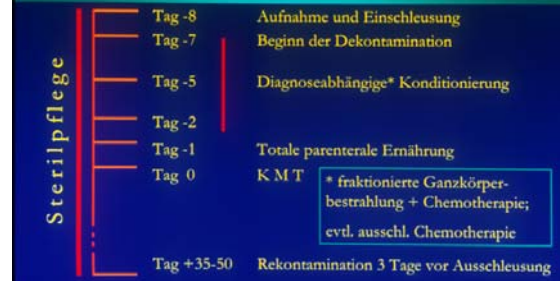 Sterilpflege
Tag -8 Aufnahme und Einschleusung
Tag -7 Beginn der Dekontamination
Tag -5 Diagnoseabhängige* Konditionierung
Tag -2
Tag -1 Totale parenterale Ernährung
Tag 0 K M T
* fraktionierte Ganzkörper-
bestrahlung + Chemotherapie;
evtl. ausschl. Chemotherapie
Tag +35-50 Rekontamination 3 Tage vor Ausschleusung